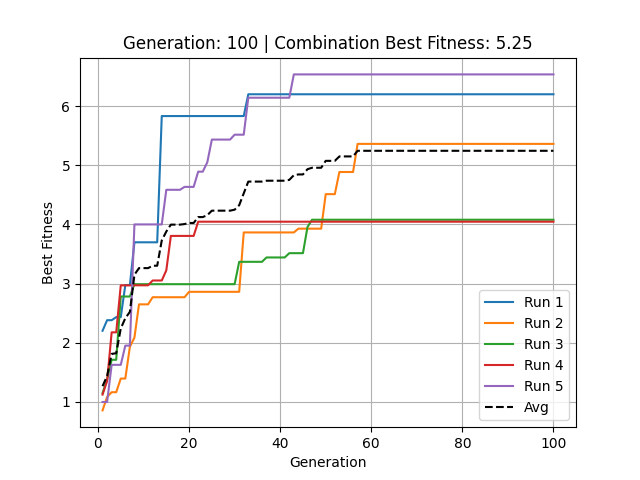 Generation: 100 | Combination Best Fitness: 5.25
Best Fitness
6
5
4
3
2
1
0
20
40
60
80
100
Generation
Run 1
Run 2
Run 3
Run 4
Run 5
Avg